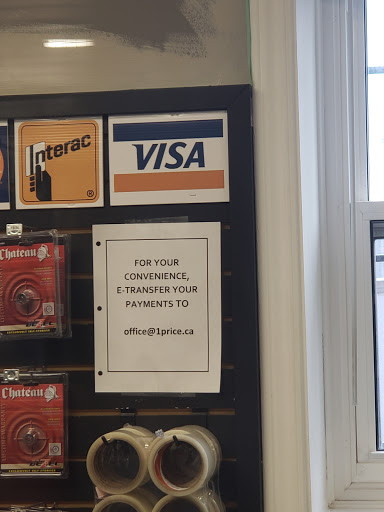 Interac
®
VISA
FOR YOUR
CONVENIENCE,
E-TRANSFER YOUR
PAYMENTS TO
office@1price.ca
Chateau
Chateau